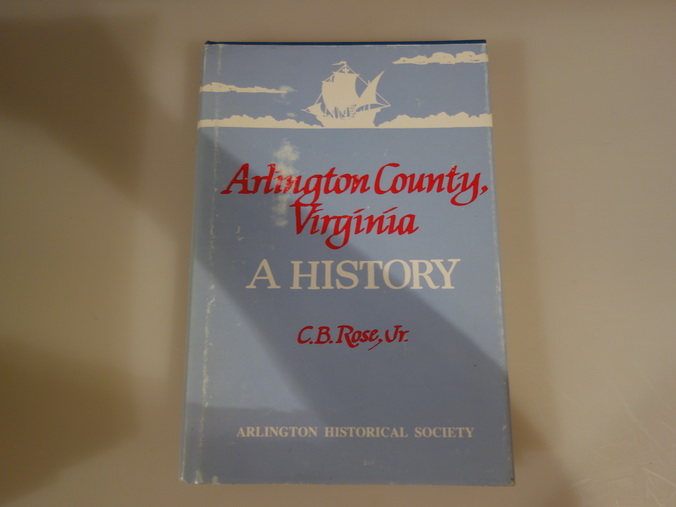 Arlington County,
Virginia
A HISTORY
C.B. Rose, Jr.
ARLINGTON HISTORICAL SOCIETY